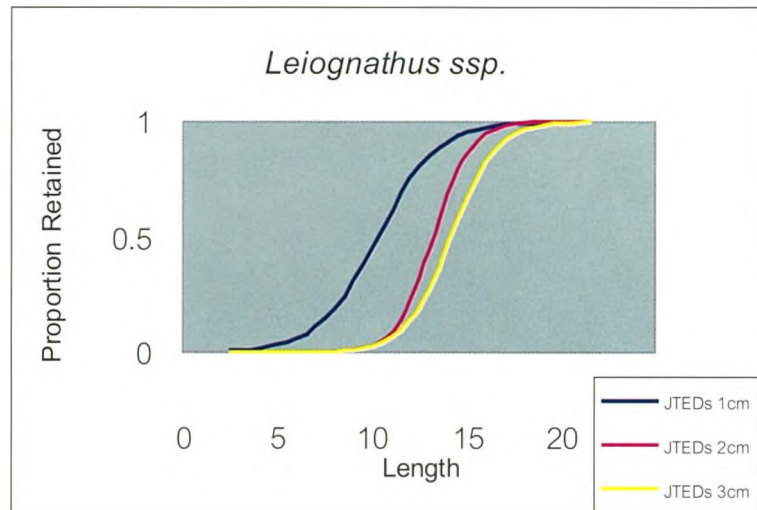 Leiognathus ssp.
Proportion Retained
1
0.5
0
0 5 10 15 20
Length
JTEDs 1cm
JTEDs 2cm
JTEDs 3cm